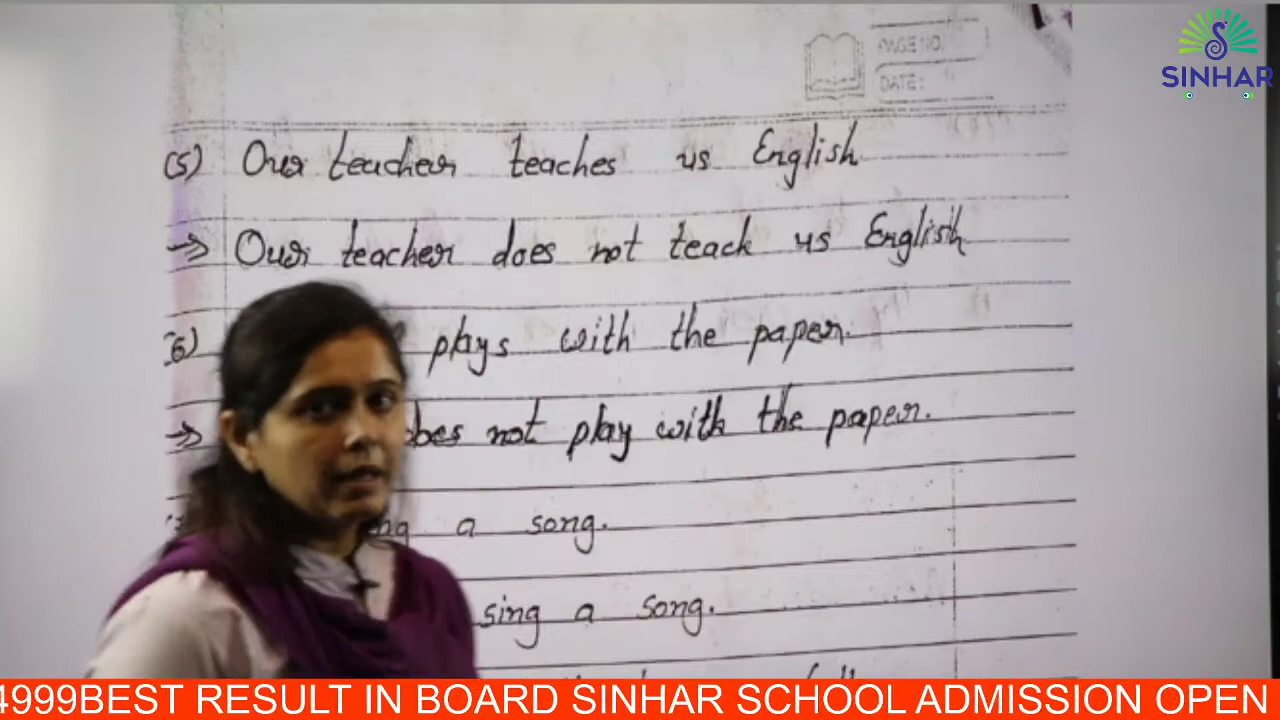 PAGE NO.
DATE:
SINHAR
(5) Our teacher teaches us English
→ Our teacher does not teach us English
(6) plays with the paper.
→ does not play with the paper.
a song.
sing a song.
4999BEST RESULT IN BOARD SINHAR SCHOOL ADMISSION OPEN